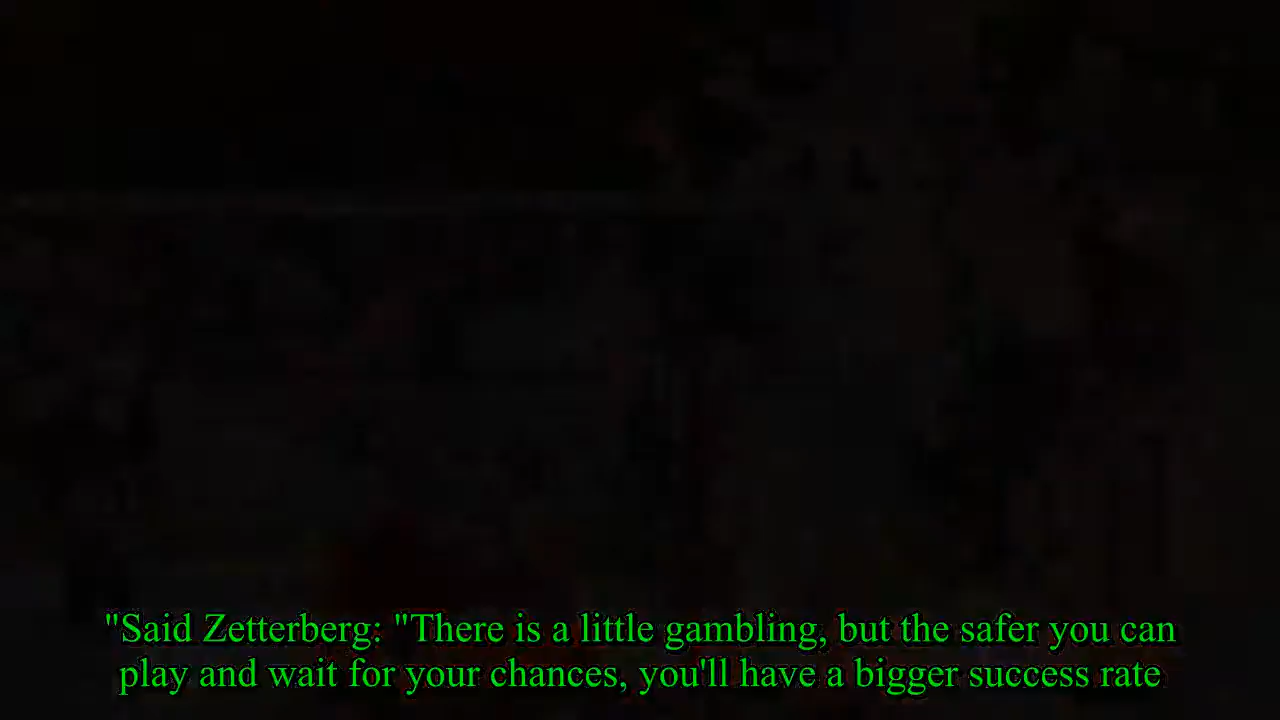 "Said Zetterberg: "There is a little gambling, but the safer you can
play and wait for your chances, you'll have a bigger success rate